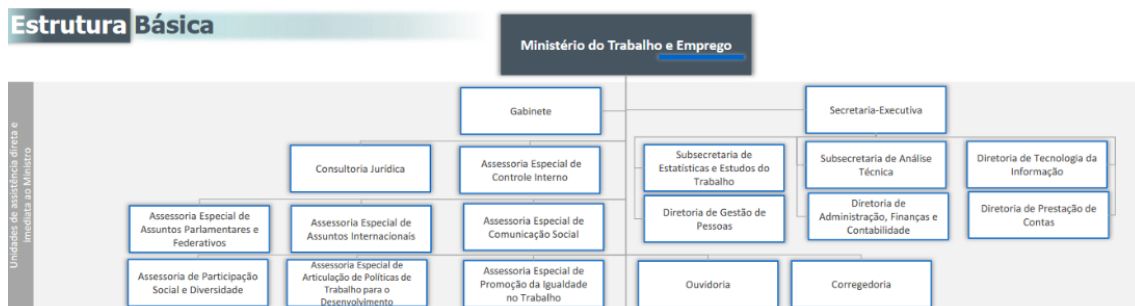 Estrutura Básica
Ministério do Trabalho e Emprego
Unidades de assistência direta e
imediata ao Ministro
Gabinete
Secretaria-Executiva
Consultoria Jurídica
Assessoria Especial de
Controle Interno
Subsecretaria de
Estatísticas e Estudos do
Trabalho
Subsecretaria de Análise
Técnica
Diretoria de Tecnologia da
Informação
Assessoria Especial de
Assuntos Parlamentares e
Federativos
Assessoria Especial de
Assuntos Internacionais
Assessoria Especial de
Comunicação Social
Diretoria de Gestão de
Pessoas
Diretoria de
Administração, Finanças e
Contabilidade
Diretoria de Prestação de
Contas
Assessoria de Participação
Social e Diversidade
Assessoria Especial de
Articulação de Políticas de
Trabalho para o
Desenvolvimento
Assessoria Especial de
Promoção da Igualdade
no Trabalho
Ouvidoria
Corregedoria